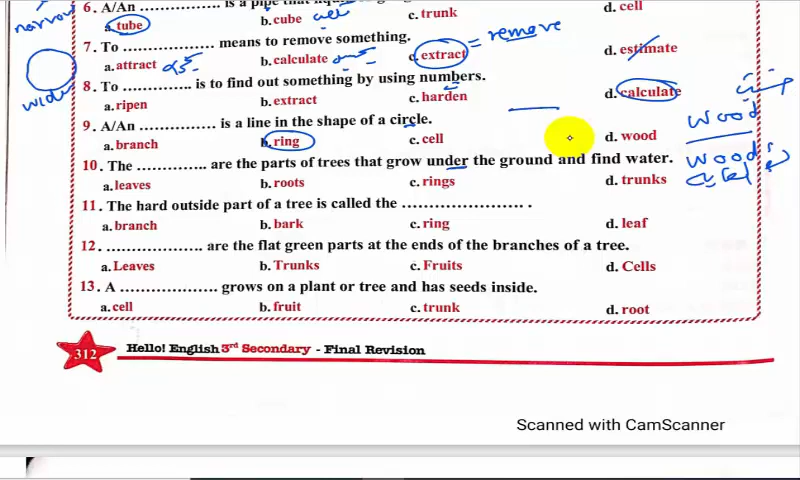 6. A/An ........................ is a pipe that
narrow
a. tube b. cube c. trunk d. cell
7. To ...................... means to remove something.
a. attract b. calculate c. extract = remove d. estimate
8. To ................ is to find out something by using numbers.
wide
a. ripen b. extract c. harden d. calculate
9. A/An .................. is a line in the shape of a circle.
wood
a. branch b. ring c. cell d. wood
woods
10. The .................. are the parts of trees that grow under the ground and find water.
a. leaves b. roots c. rings d. trunks
11. The hard outside part of a tree is called the ........................ .
a. branch b. bark c. ring d. leaf
12. ...................... are the flat green parts at the ends of the branches of a tree.
a. Leaves b. Trunks c. Fruits d. Cells
13. A ..................... grows on a plant or tree and has seeds inside.
a. cell b. fruit c. trunk d. root
312 Hello! English 3rd Secondary - Final Revision
Scanned with CamScanner